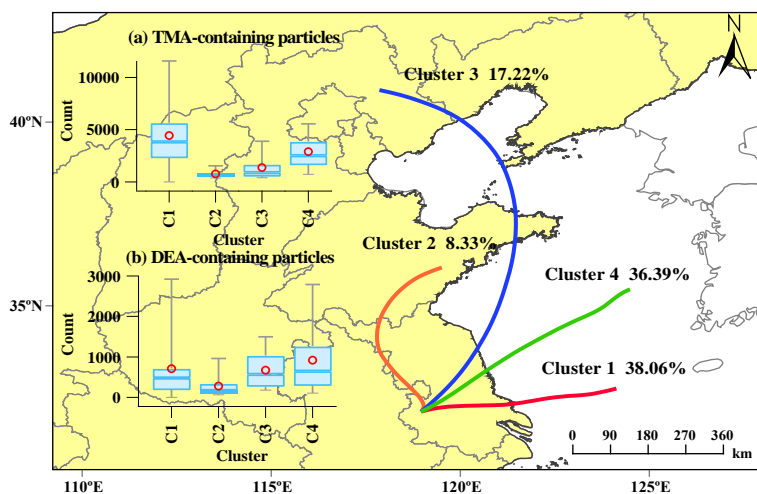 N
(a) TMA-containing particles
Cluster 3 17.22%
10000
5000
0
Count
C1
C2
C3
C4
Cluster
40°N
Cluster 2 8.33%
(b) DEA-containing particles
3000
2000
1000
0
Count
C1
C2
C3
C4
Cluster
Cluster 4 36.39%
35°N
Cluster 1 38.06%
0 90 180 270 360
km
110°E
115°E
120°E
125°E